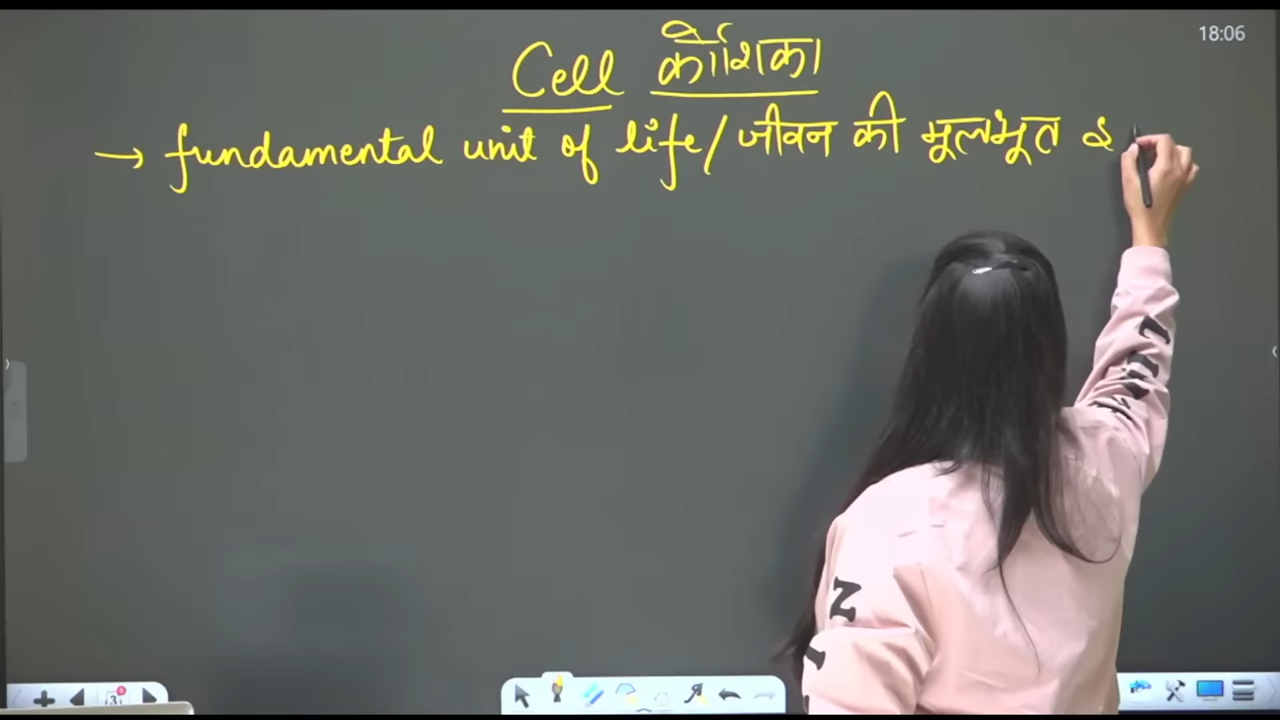 18:06
Cell कोशिका
→ fundamental unit of life/जीवन की मूलभूत